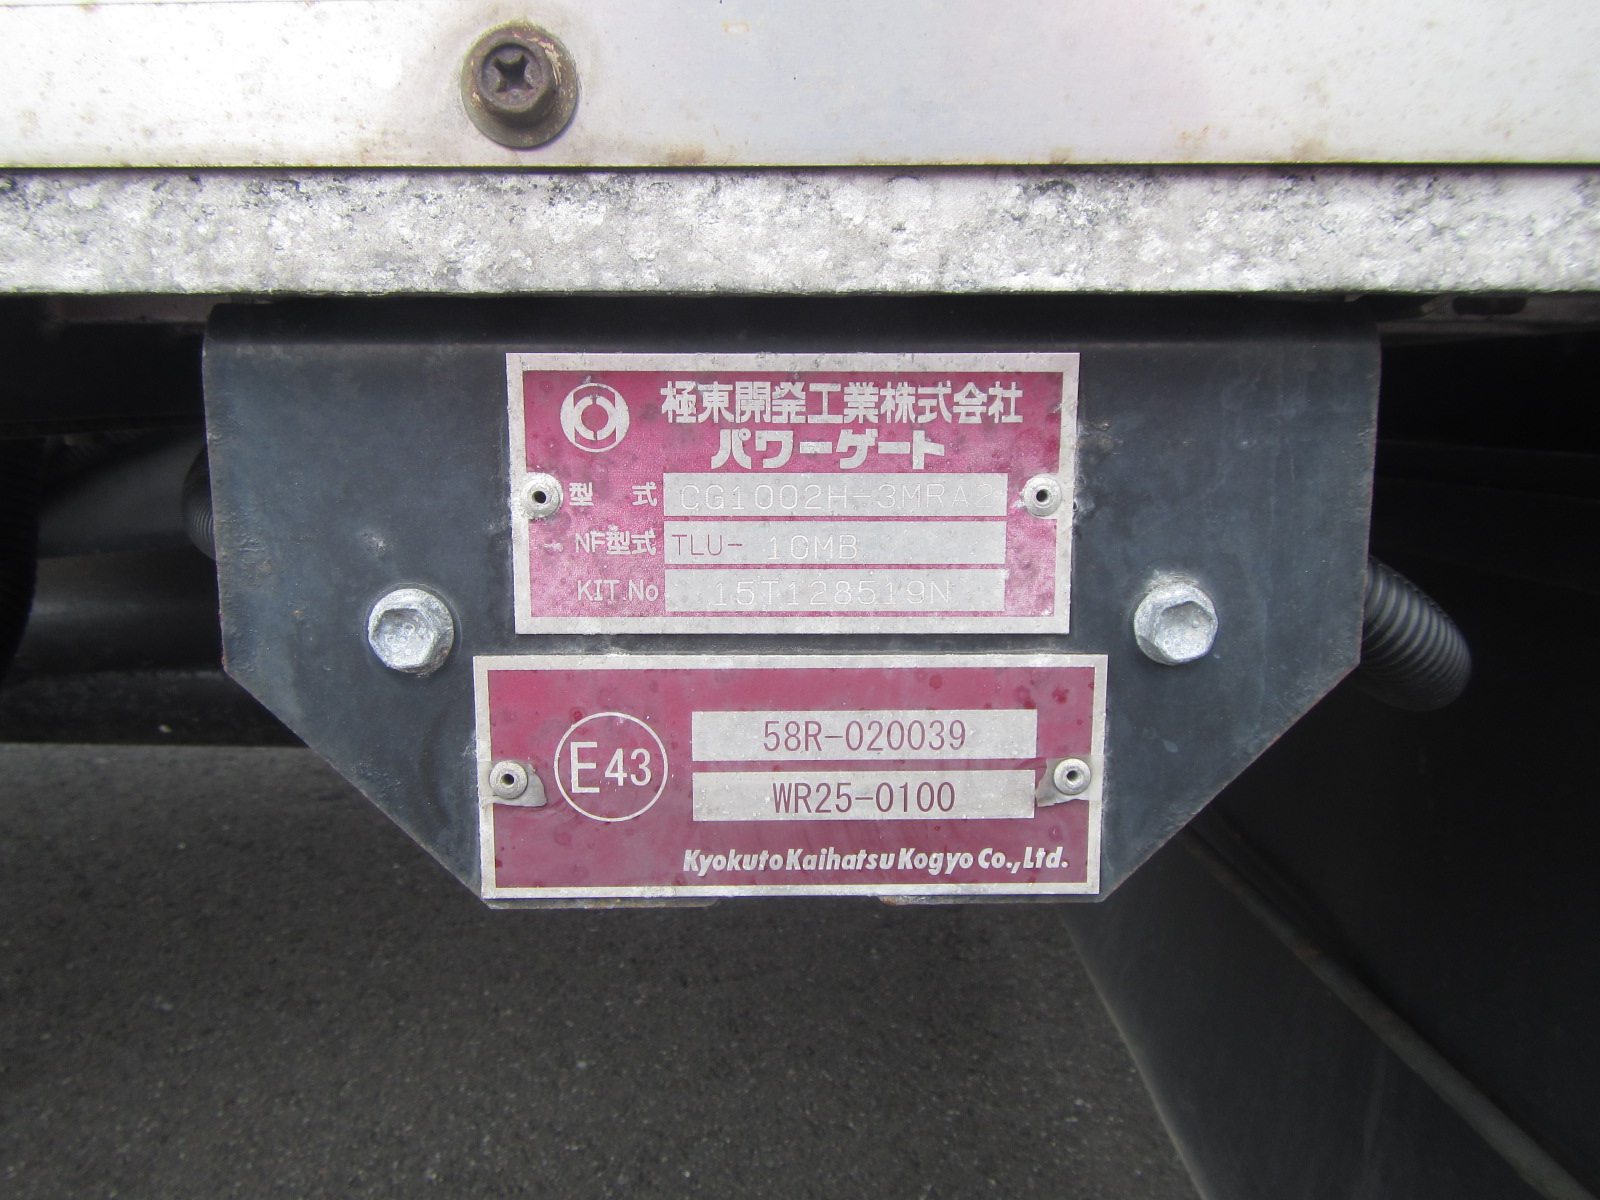 極東開発工業株式会社
パワーゲート
型 式 CG1002H-3MRA2
NF型式 TLU- 10MB
KIT.No 15T128519N
E43
58R-020039
WR25-0100
Kyokuto Kaihatsu Kogyo Co.,Ltd.